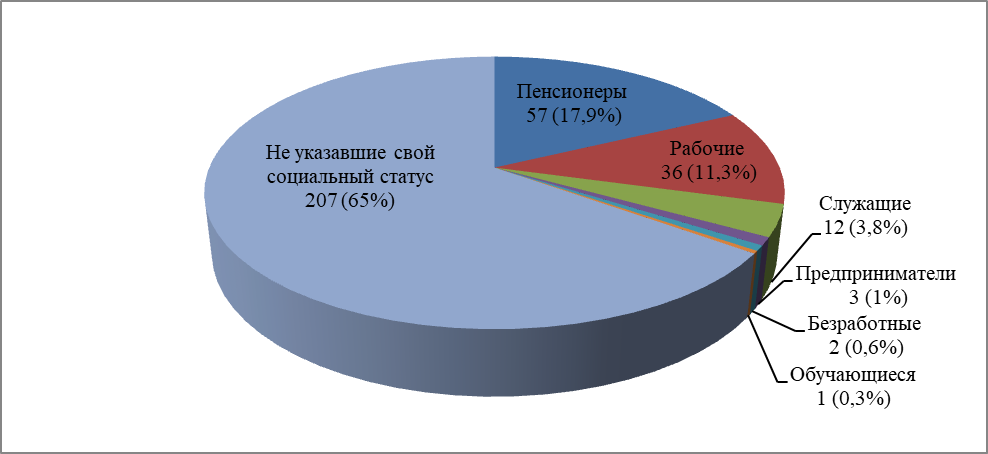 Пенсионеры
57 (17,9%)
Рабочие
36 (11,3%)
Не указавшие свой
социальный статус
207 (65%)
Служащие
12 (3,8%)
Предприниматели
3 (1%)
Безработные
2 (0,6%)
Обучающиеся
1 (0,3%)